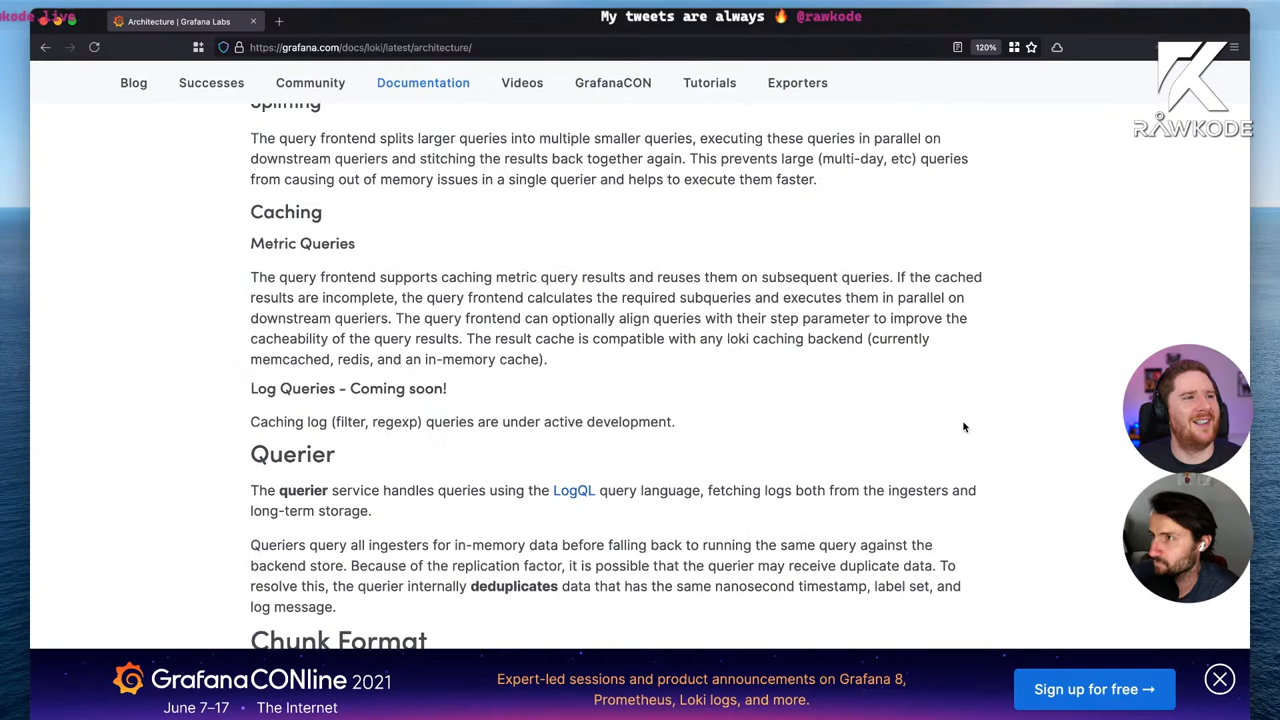 wkode live
My tweets are always 🔥 @rawkode
Architecture | Grafana Labs
https://grafana.com/docs/loki/latest/architecture/
120%
Blog Successes Community Documentation Videos GrafanaCON Tutorials Exporters
RAWKODE
Splitting
The query frontend splits larger queries into multiple smaller queries, executing these queries in parallel on
downstream queriers and stitching the results back together again. This prevents large (multi-day, etc) queries
from causing out of memory issues in a single querier and helps to execute them faster.
Caching
Metric Queries
The query frontend supports caching metric query results and reuses them on subsequent queries. If the cached
results are incomplete, the query frontend calculates the required subqueries and executes them in parallel on
downstream queriers. The query frontend can optionally align queries with their step parameter to improve the
cacheability of the query results. The result cache is compatible with any loki caching backend (currently
memcached, redis, and an in-memory cache).
Log Queries - Coming soon!
Caching log (filter, regexp) queries are under active development.
Querier
The querier service handles queries using the LogQL query language, fetching logs both from the ingesters and
long-term storage.
Queriers query all ingesters for in-memory data before falling back to running the same query against the
backend store. Because of the replication factor, it is possible that the querier may receive duplicate data. To
resolve this, the querier internally deduplicates data that has the same nanosecond timestamp, label set, and
log message.
Chunk Format
GrafanaCONline 2021
June 7-17 • The Internet
Expert-led sessions and product announcements on Grafana 8,
Prometheus, Loki logs, and more.
Sign up for free →